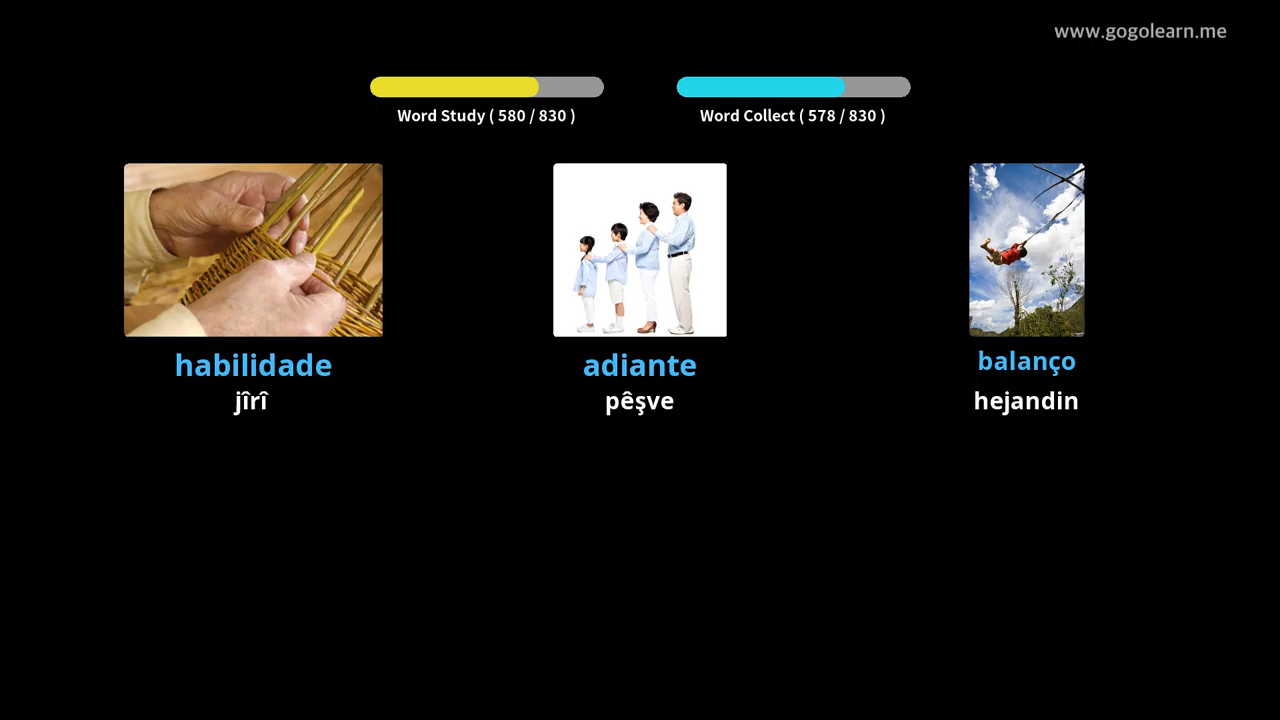 www.gogolearn.me
Word Study ( 580 / 830 )
Word Collect ( 578 / 830 )
habilidade
jîrî
adiante
pêşve
balanço
hejandin